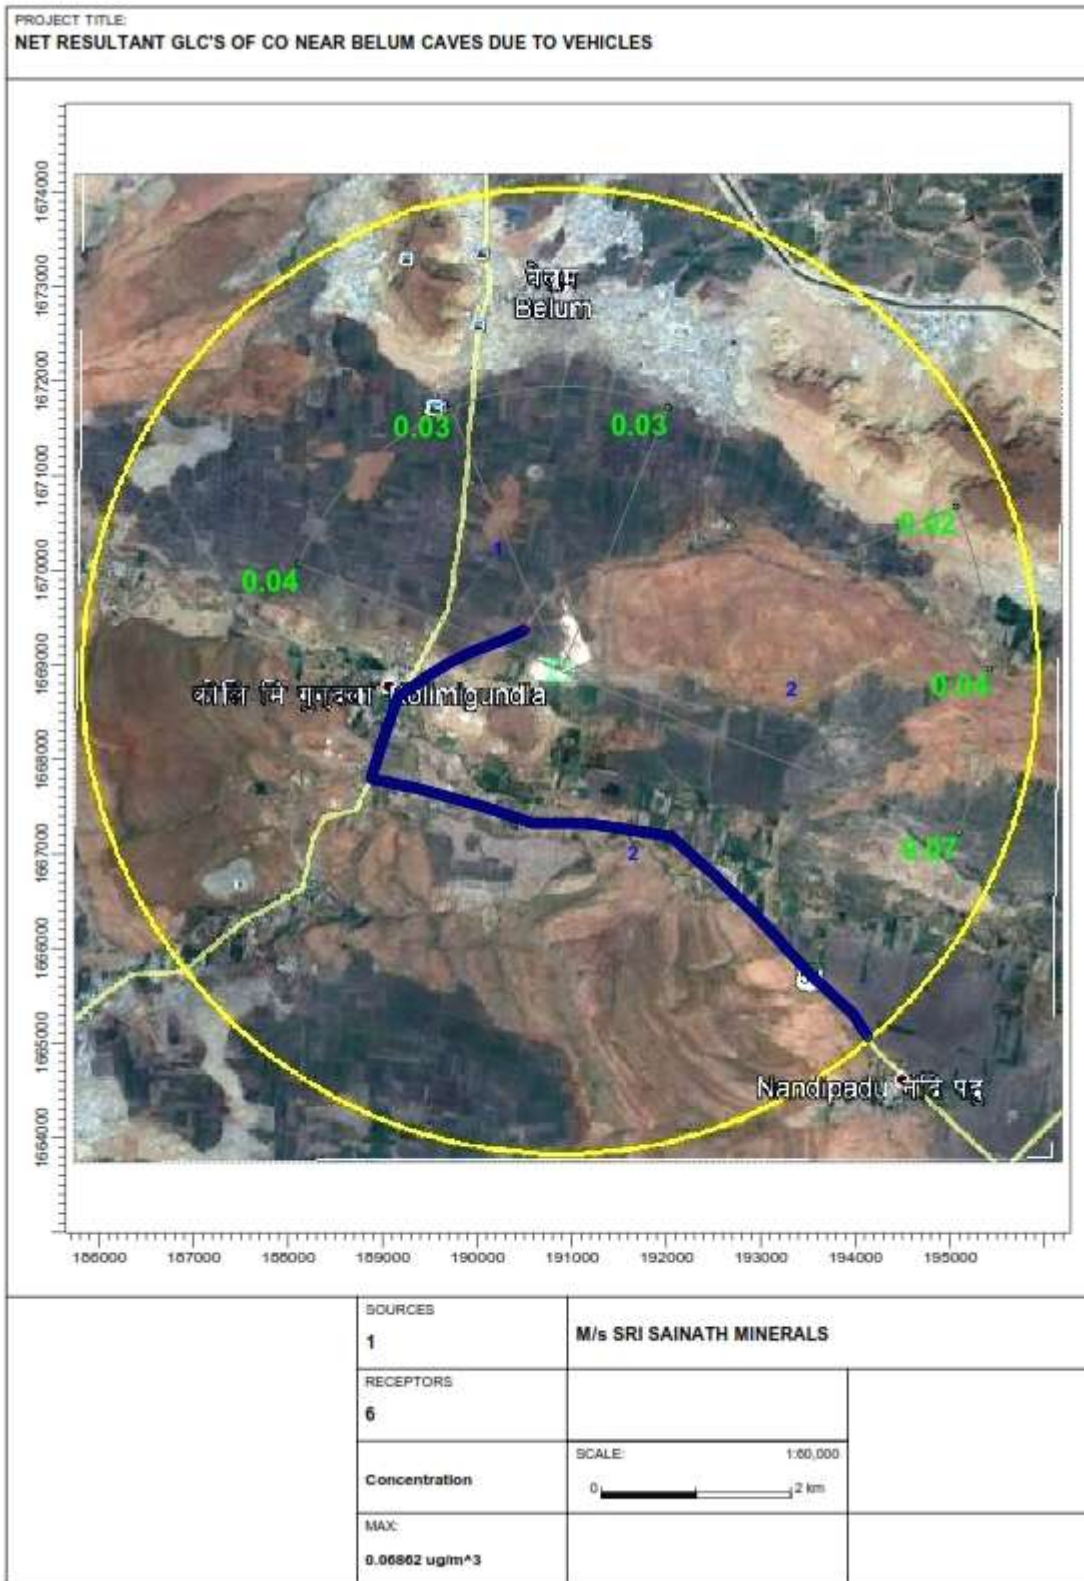 PROJECT TITLE:
NET RESULTANT GLC'S OF CO NEAR BELUM CAVES DUE TO VEHICLES
1674000
1673000
1672000
1671000
1670000
1669000
1668000
1667000
1666000
1665000
1664000
बेलुम
Belum
0.03
0.03
0.02
1
0.04
2
0.04
Kolimigundla
2
0.07
Nandipadu
186000 187000 188000 189000 190000 191000 192000 193000 194000 195000
SOURCES
1
M/s SRI SAINATH MINERALS
RECEPTORS
6
Concentration
SCALE: 1:60,000
0 2 km
MAX:
0.06862 ug/m^3